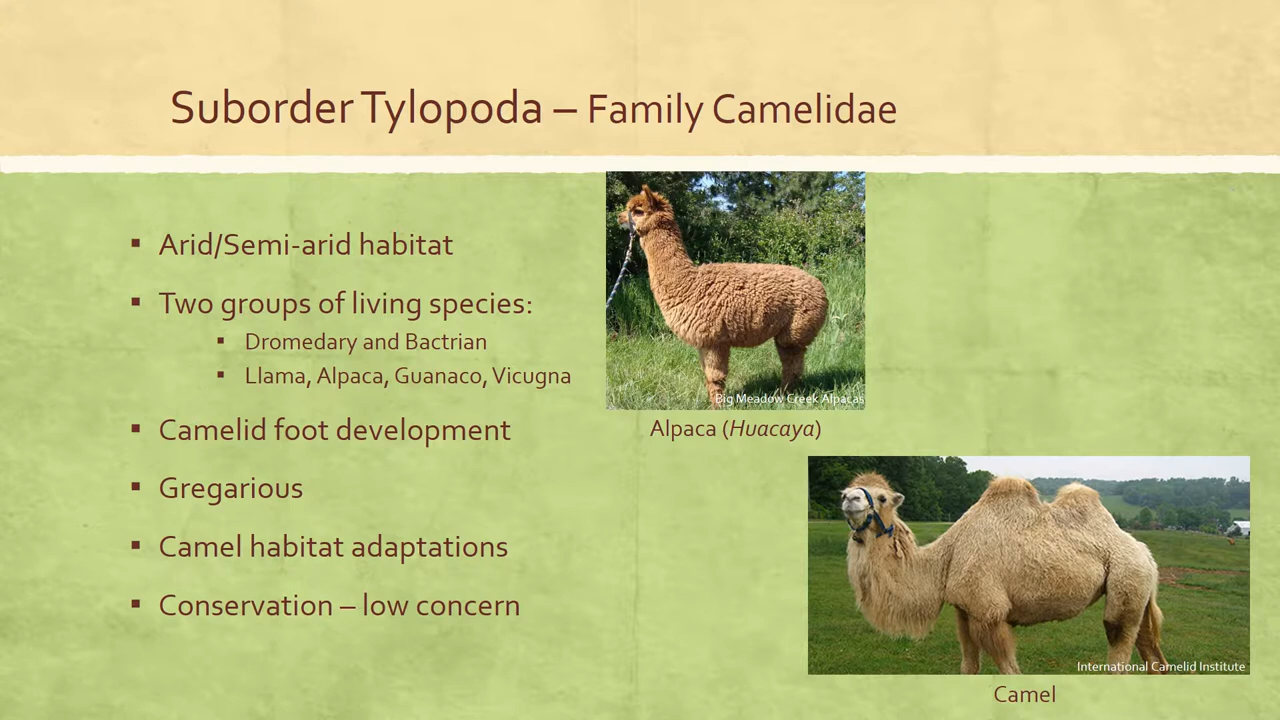 Suborder Tylopoda – Family Camelidae
▪ Arid/Semi-arid habitat
▪ Two groups of living species:
▪ Dromedary and Bactrian
▪ Llama, Alpaca, Guanaco, Vicugna
▪ Camelid foot development
▪ Gregarious
▪ Camel habitat adaptations
▪ Conservation – low concern
Big Meadow Creek Alpacas
Alpaca (Huacaya)
International Camelid Institute
Camel